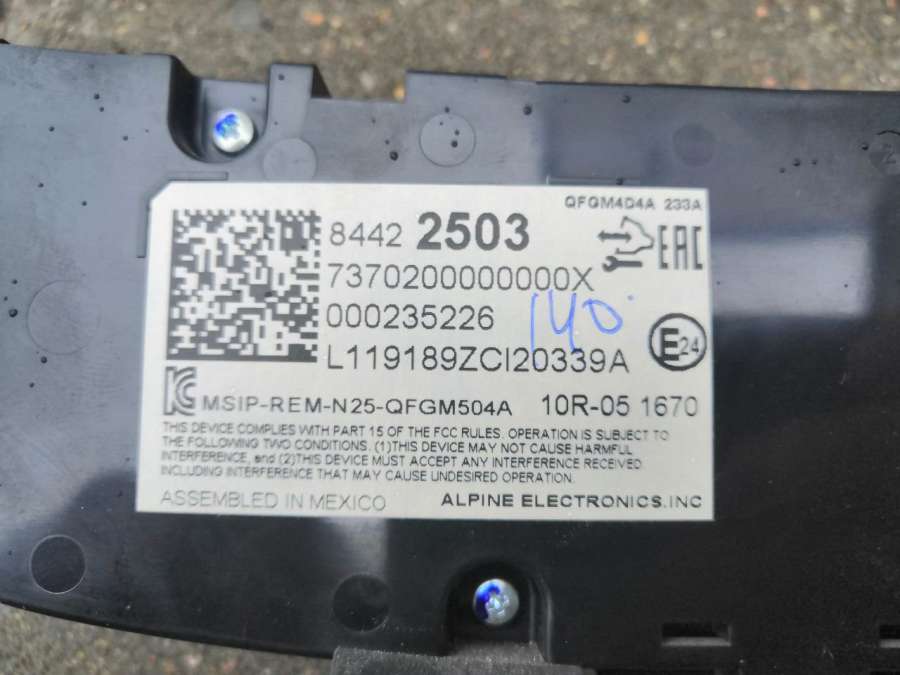 QFGM4D4A 233A
8442 2503
EAC
7370200000000X
000235226
140
L119189ZCI20339A
E24
KC MSIP-REM-N25-QFGM504A 10R-05 1670
THIS DEVICE COMPLIES WITH PART 15 OF THE FCC RULES. OPERATION IS SUBJECT TO
THE FOLLOWING TWO CONDITIONS. (1)THIS DEVICE MAY NOT CAUSE HARMFUL
INTERFERENCE, and (2)THIS DEVICE MUST ACCEPT ANY INTERFERENCE RECEIVED
INCLUDING INTERFERENCE THAT MAY CAUSE UNDESIRED OPERATION.
ASSEMBLED IN MEXICO ALPINE ELECTRONICS.INC